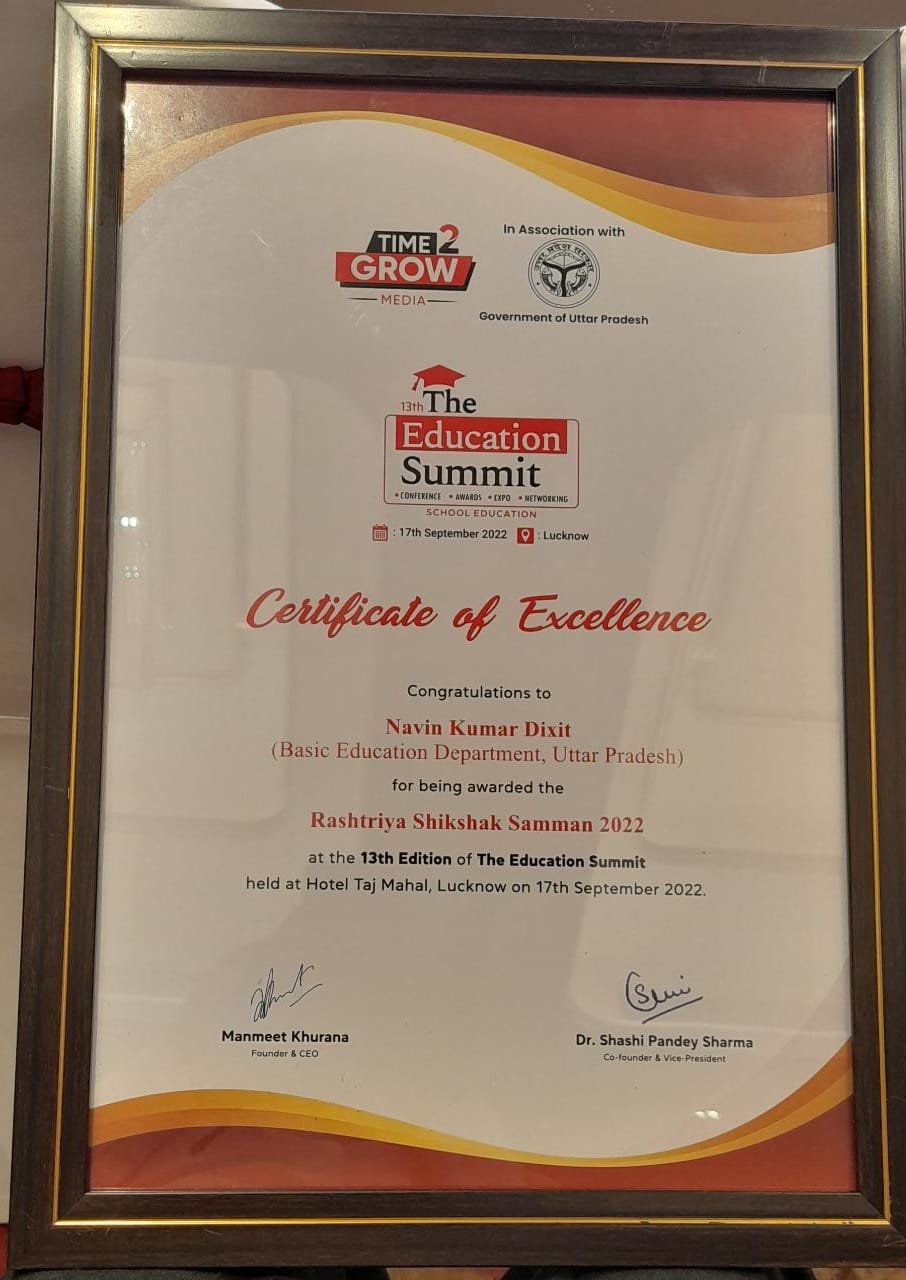 TIME 2
GROW
MEDIA
In Association with
उत्तर प्रदेश सरकार
Government of Uttar Pradesh
13th The
Education
Summit
• CONFERENCE • AWARDS • EXPO • NETWORKING
SCHOOL EDUCATION
: 17th September 2022 : Lucknow
Certificate of Excellence
Congratulations to
Navin Kumar Dixit
(Basic Education Department, Uttar Pradesh)
for being awarded the
Rashtriya Shikshak Samman 2022
at the 13th Edition of The Education Summit
held at Hotel Taj Mahal, Lucknow on 17th September 2022.
Manmeet Khurana
Founder & CEO
Dr. Shashi Pandey Sharma
Co-founder & Vice-President